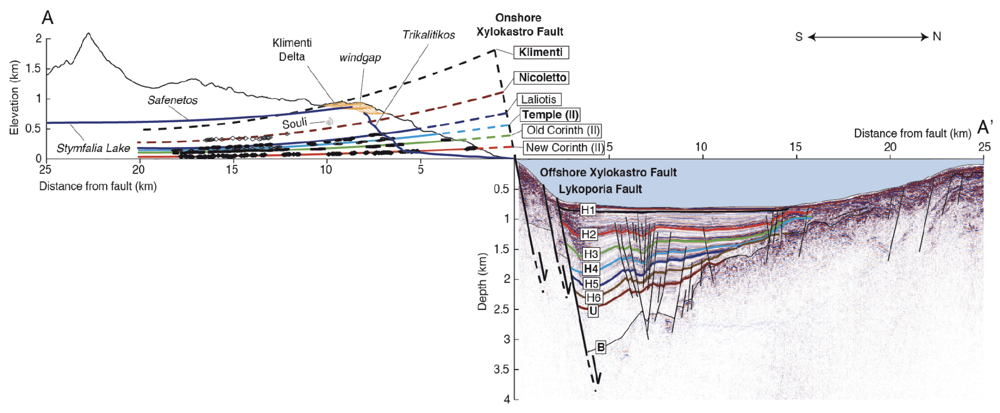 A
Onshore
Xylokastro Fault
Trikalitikos
Klimenti
Delta
windgap
S
N
2
1.5
1
0.5
0
Elevation (km)
Klimenti
Nicoletto
Laliotis
Temple (II)
Old Corinth (II)
New Corinth (II)
Safenetos
Souli
Stymfalia Lake
A’
Distance from fault (km)
5
10
15
20
25
25
20
15
10
5
Distance from fault (km)
Offshore Xylokastro Fault
Lykoporia Fault
0.5
1
1.5
2
2.5
3
3.5
4
Depth (km)
H1
H2
H3
H4
H5
H6
U
B